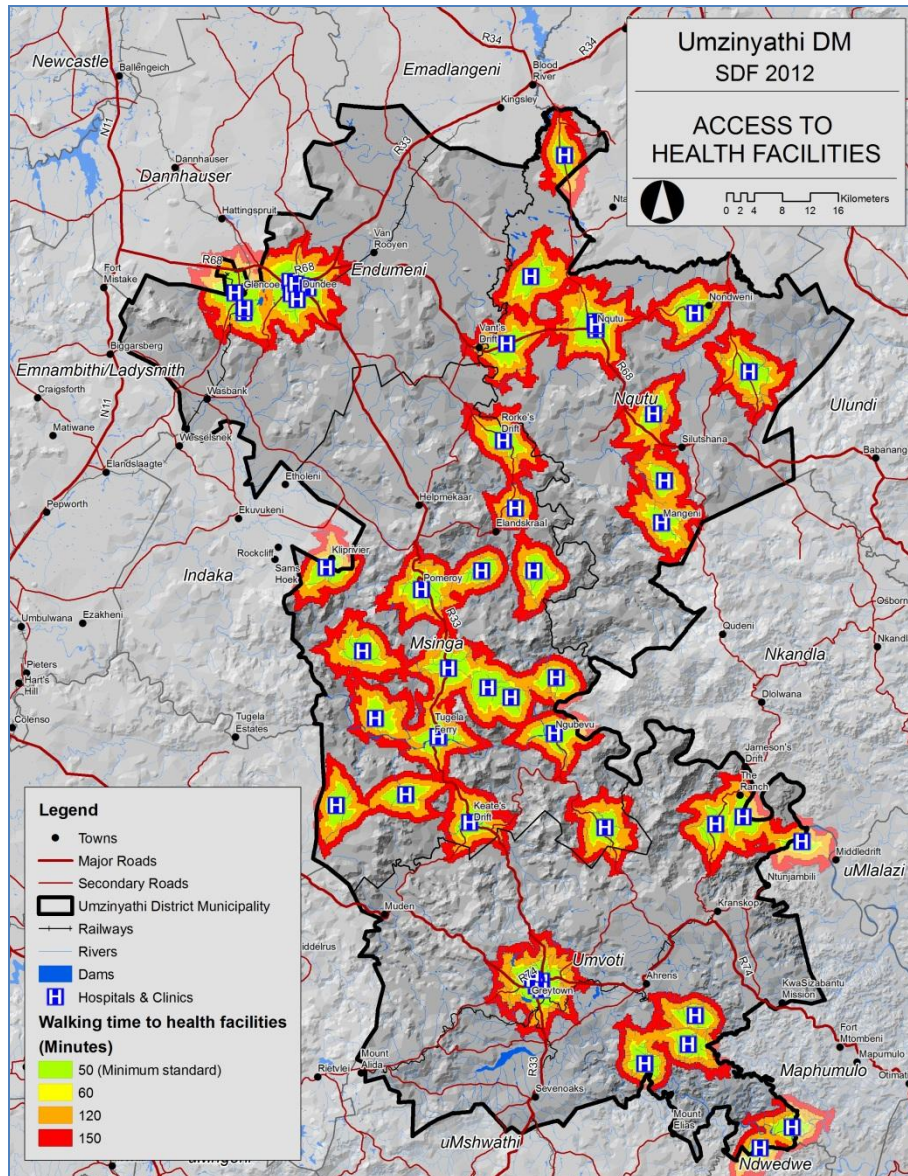 Umzinyathi DM
SDF 2012
ACCESS TO
HEALTH FACILITIES
Kilometers
0 2 4 8 12 16
Newcastle
Ballengeich
Emadlangeni
R34
R34
Blood
River
Kingsley
N11
R33
Dannhauser
Dannhauser
Hattingspruit
Van
Rooyen
Endumeni
R68
R68
Glencoe
Dundee
Fort
Mistake
Nondweni
Nqutu
Vant's
Drift
R68
Biggarsberg
Emnambithi/Ladysmith
Craigsforth
N11
Wasbank
Nqutu
Ulundi
Matiwane
Wesselsnek
Rorke's
Drift
Silutshana
Babanango
Elandslaagte
Etholeni
Pepworth
Helpmekaar
Ekuvukeni
Elandskraal
Mangeni
Rockcliff
Kliprivier
Sams
Hoek
Indaka
Pomeroy
R33
Umbulwana
Ezakheni
Msinga
Qudeni
Osborn
Nkandla
Nkandla
Pieters
Hart's
Hill
Colenso
Tugela
Estates
Dlolwana
Tugela
Ferry
Ngubevu
Jameson's
Drift
The
Ranch
Keate's
Drift
Middledrift
uMlalazi
Ntunjambili
Muden
Kranskop
Umvoti
R74
R74
Greytown
Ahrens
KwaSizabantu
Mission
Fort
Mtombeni
Mapumulo
Maphumulo
Rietvlei
Mount
Alida
R33
Sevenoaks
Mount
Elias
uMshwathi
Ndwedwe
Legend
Towns
Major Roads
Secondary Roads
Umzinyathi District Municipality
Railways
Rivers
Dams
H Hospitals & Clinics
Walking time to health facilities
(Minutes)
50 (Minimum standard)
60
120
150